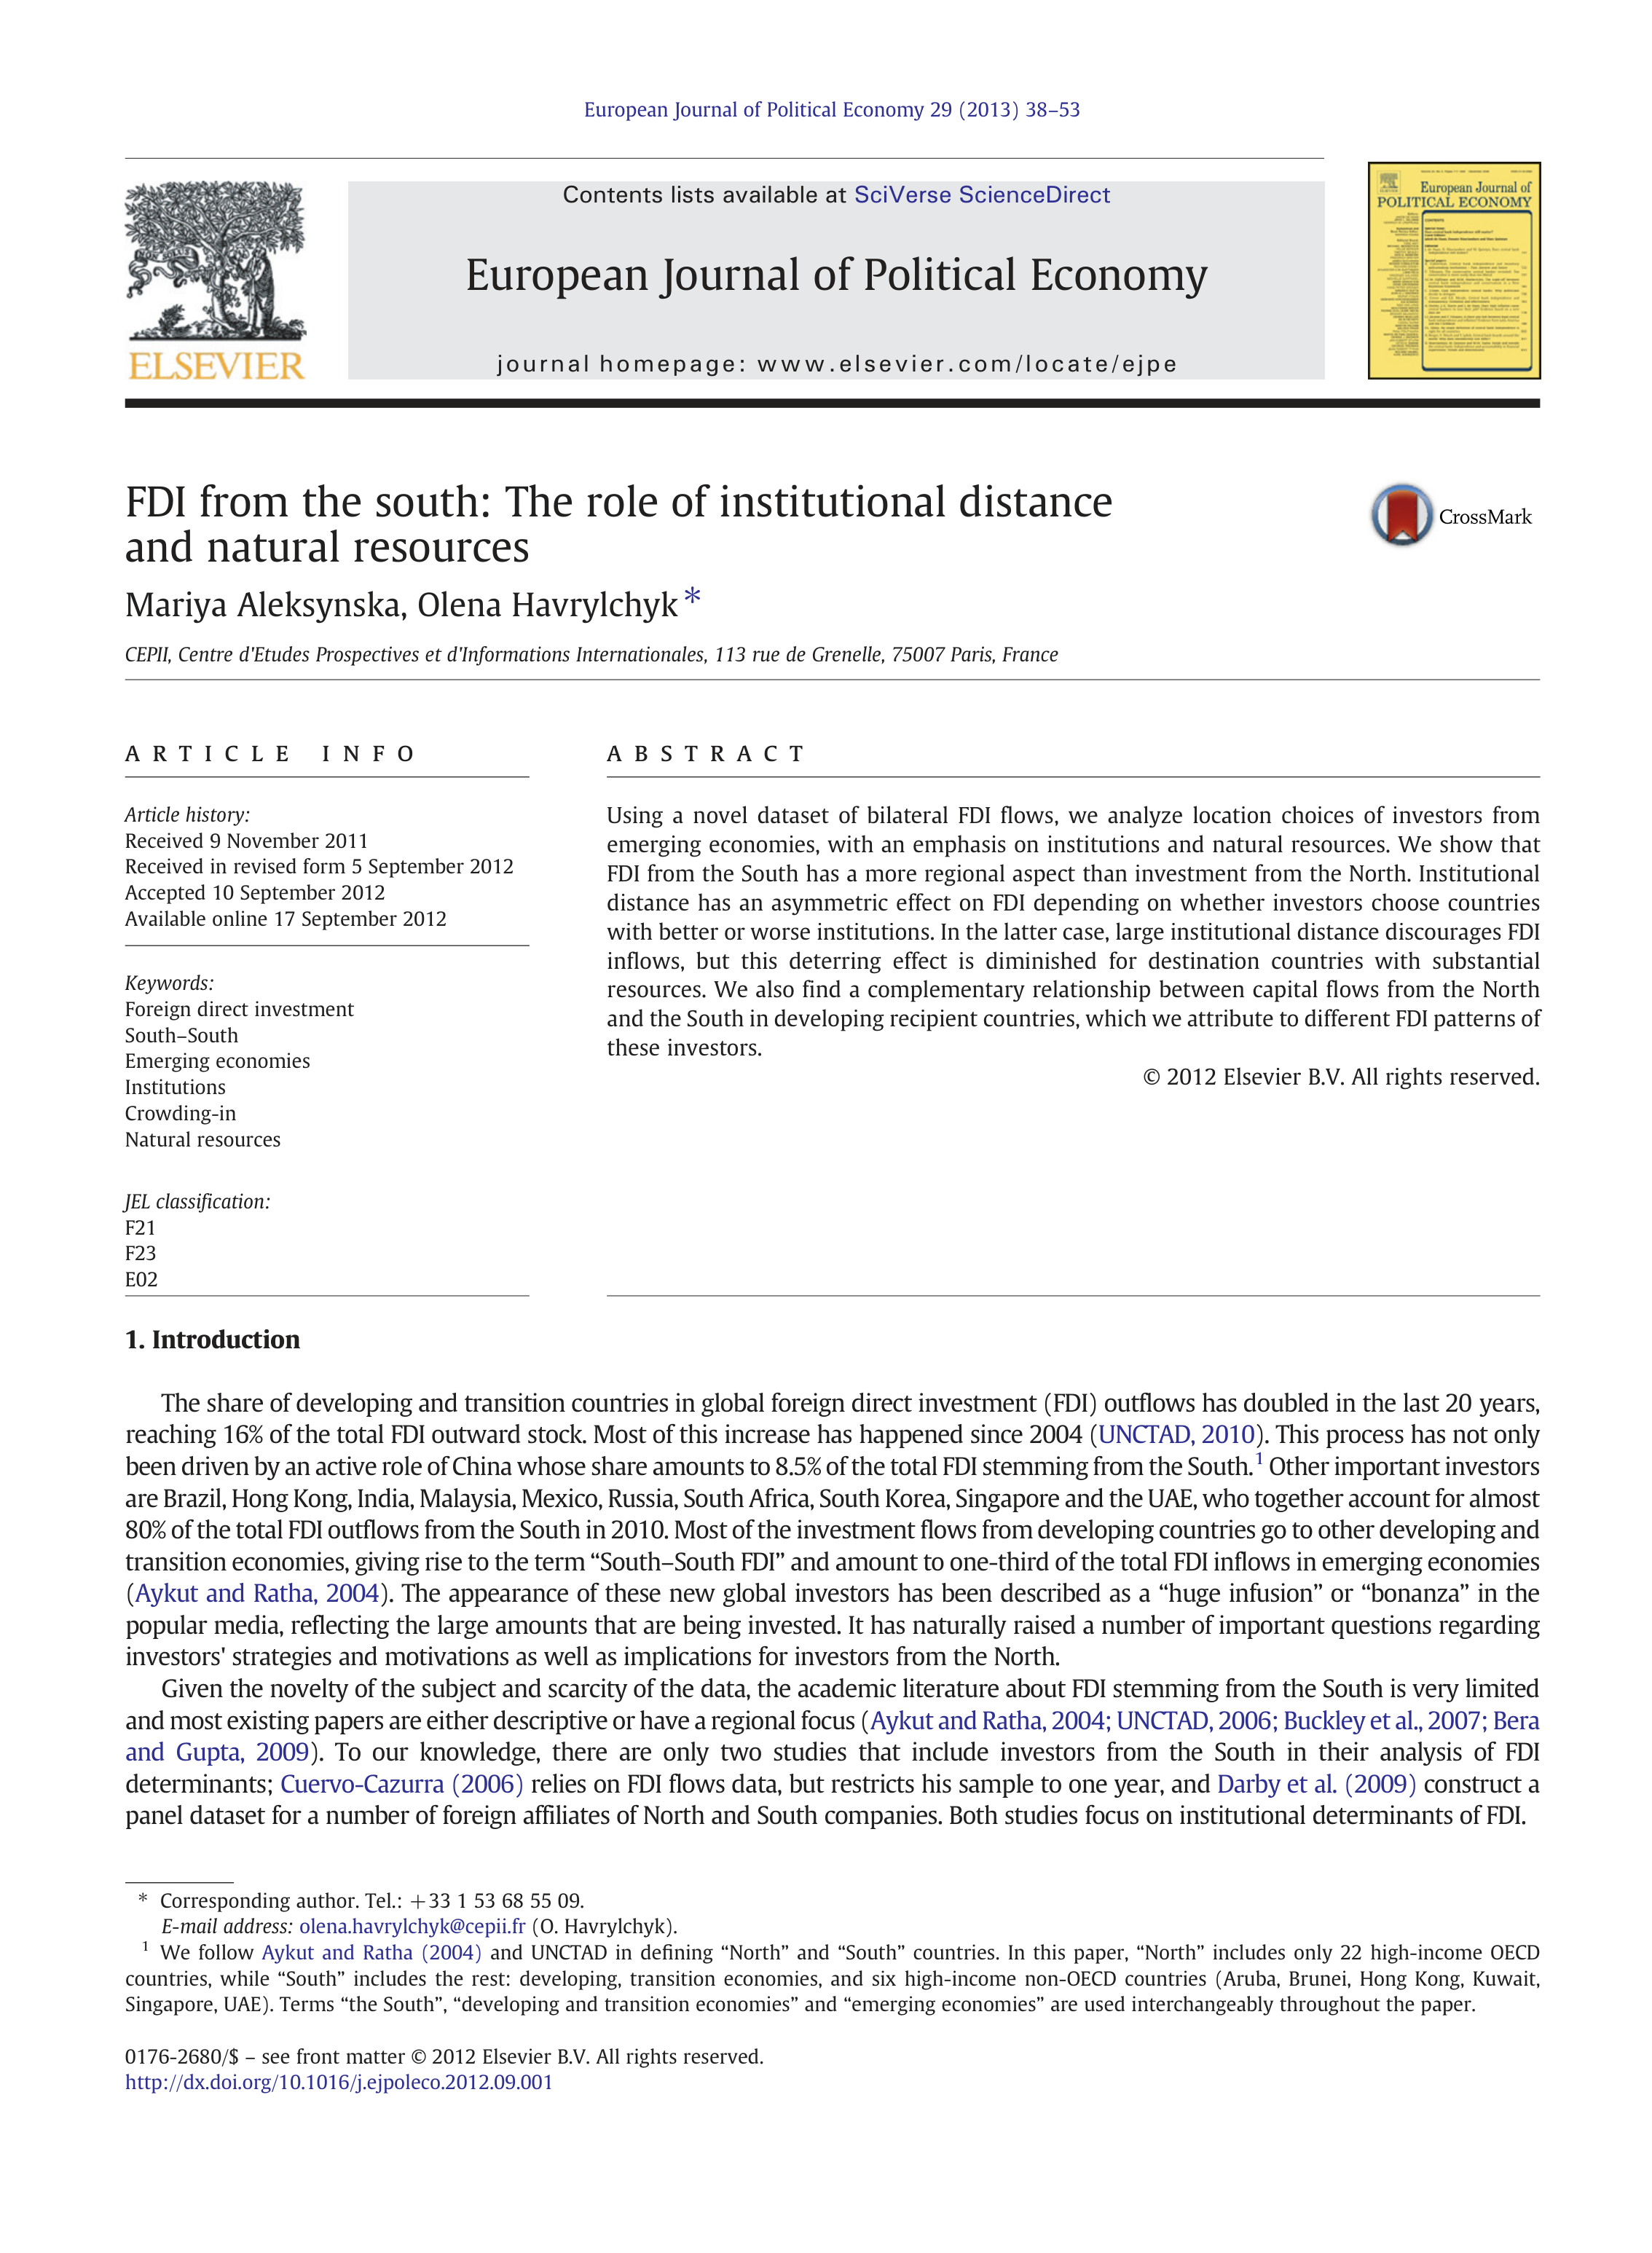 European Journal of Political Economy 29 (2013) 38–53
Contents lists available at SciVerse ScienceDirect
European Journal of Political Economy
journal homepage: www.elsevier.com/locate/ejpe
ELSEVIER
European Journal of
POLITICAL ECONOMY
FDI from the south: The role of institutional distance
and natural resources
CrossMark
Mariya Aleksynska, Olena Havrylchyk *
CEPII, Centre d'Etudes Prospectives et d'Informations Internationales, 113 rue de Grenelle, 75007 Paris, France
ARTICLE INFO
Article history:
Received 9 November 2011
Received in revised form 5 September 2012
Accepted 10 September 2012
Available online 17 September 2012
Keywords:
Foreign direct investment
South–South
Emerging economies
Institutions
Crowding-in
Natural resources
JEL classification:
F21
F23
E02
ABSTRACT
Using a novel dataset of bilateral FDI flows, we analyze location choices of investors from
emerging economies, with an emphasis on institutions and natural resources. We show that
FDI from the South has a more regional aspect than investment from the North. Institutional
distance has an asymmetric effect on FDI depending on whether investors choose countries
with better or worse institutions. In the latter case, large institutional distance discourages FDI
inflows, but this deterring effect is diminished for destination countries with substantial
resources. We also find a complementary relationship between capital flows from the North
and the South in developing recipient countries, which we attribute to different FDI patterns of
these investors.
© 2012 Elsevier B.V. All rights reserved.
1. Introduction
The share of developing and transition countries in global foreign direct investment (FDI) outflows has doubled in the last 20 years,
reaching 16% of the total FDI outward stock. Most of this increase has happened since 2004 (UNCTAD, 2010). This process has not only
been driven by an active role of China whose share amounts to 8.5% of the total FDI stemming from the South.1 Other important investors
are Brazil, Hong Kong, India, Malaysia, Mexico, Russia, South Africa, South Korea, Singapore and the UAE, who together account for almost
80% of the total FDI outflows from the South in 2010. Most of the investment flows from developing countries go to other developing and
transition economies, giving rise to the term “South–South FDI” and amount to one-third of the total FDI inflows in emerging economies
(Aykut and Ratha, 2004). The appearance of these new global investors has been described as a “huge infusion” or “bonanza” in the
popular media, reflecting the large amounts that are being invested. It has naturally raised a number of important questions regarding
investors' strategies and motivations as well as implications for investors from the North.
Given the novelty of the subject and scarcity of the data, the academic literature about FDI stemming from the South is very limited
and most existing papers are either descriptive or have a regional focus (Aykut and Ratha, 2004; UNCTAD, 2006; Buckley et al., 2007; Bera
and Gupta, 2009). To our knowledge, there are only two studies that include investors from the South in their analysis of FDI
determinants; Cuervo-Cazurra (2006) relies on FDI flows data, but restricts his sample to one year, and Darby et al. (2009) construct a
panel dataset for a number of foreign affiliates of North and South companies. Both studies focus on institutional determinants of FDI.
* Corresponding author. Tel.: +33 1 53 68 55 09.
E-mail address: olena.havrylchyk@cepii.fr (O. Havrylchyk).
1 We follow Aykut and Ratha (2004) and UNCTAD in defining “North” and “South” countries. In this paper, “North” includes only 22 high-income OECD
countries, while “South” includes the rest: developing, transition economies, and six high-income non-OECD countries (Aruba, Brunei, Hong Kong, Kuwait,
Singapore, UAE). Terms “the South”, “developing and transition economies” and “emerging economies” are used interchangeably throughout the paper.
0176-2680/$ – see front matter © 2012 Elsevier B.V. All rights reserved.
http://dx.doi.org/10.1016/j.ejpoleco.2012.09.001